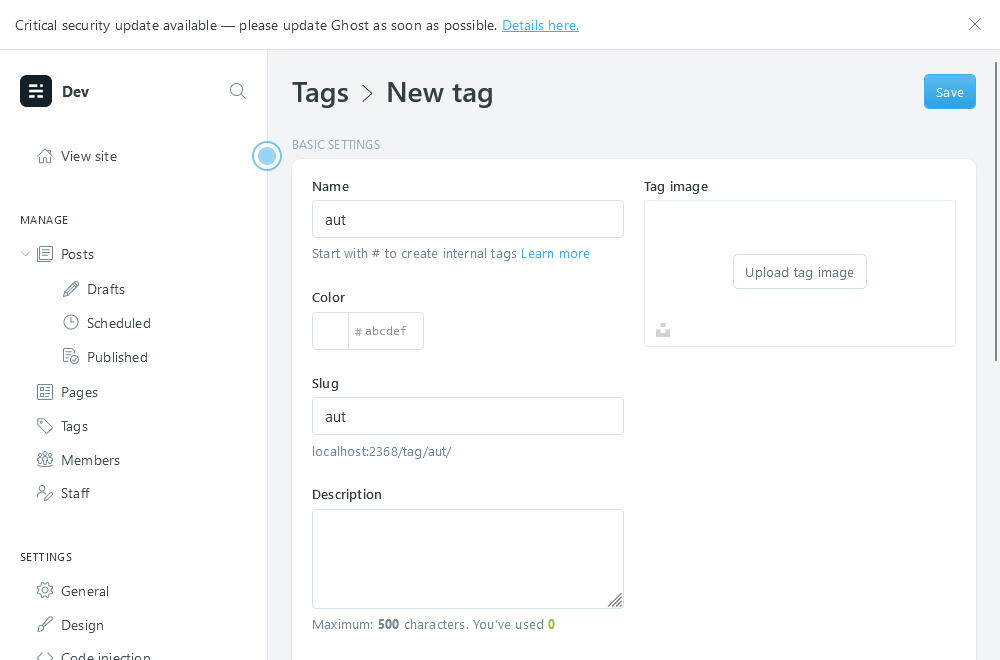 Critical security update available — please update Ghost as soon as possible. Details here.
Dev
View site
MANAGE
Posts
Drafts
Scheduled
Published
Pages
Tags
Members
Staff
SETTINGS
General
Design
Code injection
Tags > New tag
Save
BASIC SETTINGS
Name
aut
Start with # to create internal tags Learn more
Color
# abcdef
Slug
aut
localhost:2368/tag/aut/
Description
Maximum: 500 characters. You've used 0
Tag image
Upload tag image